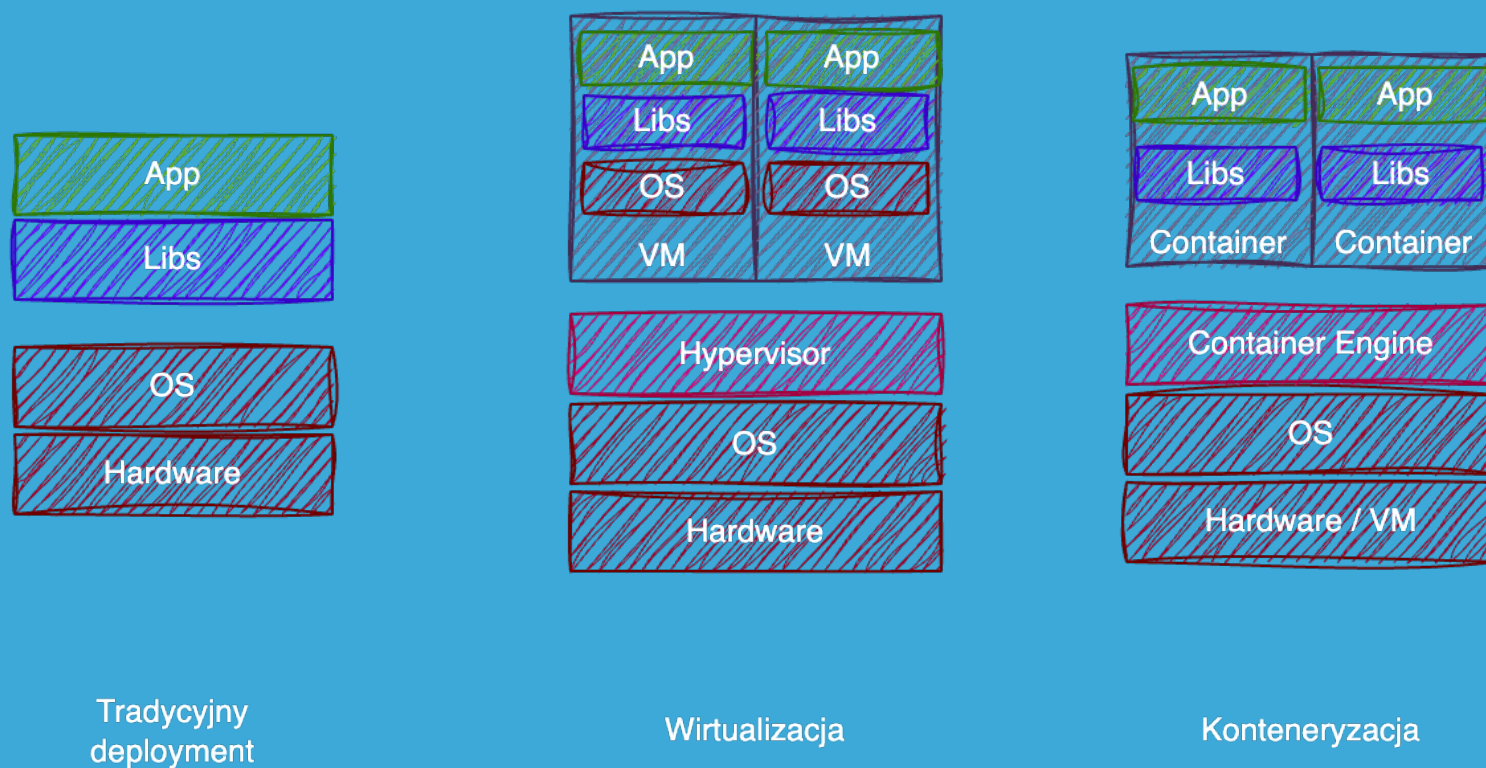 App
Libs
OS
Hardware
Tradycyjny
deployment
App App
Libs Libs
OS OS
VM VM
Hypervisor
OS
Hardware
Wirtualizacja
App App
Libs Libs
Container Container
Container Engine
OS
Hardware / VM
Konteneryzacja